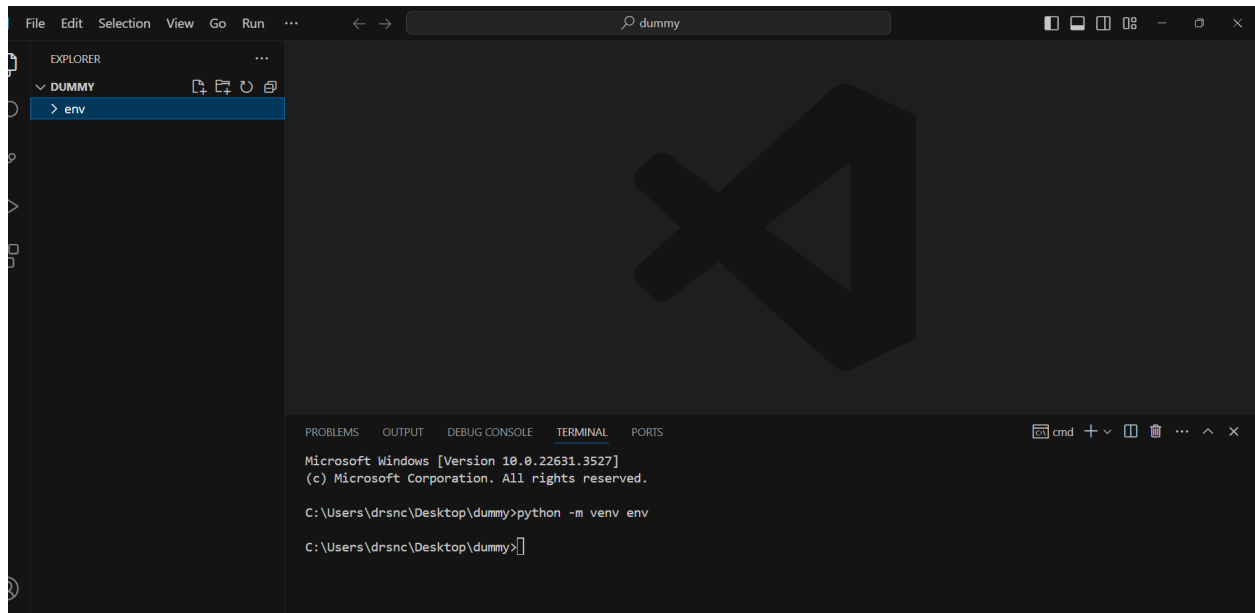 File Edit Selection View Go Run ···
dummy
EXPLORER ···
DUMMY
env
PROBLEMS OUTPUT DEBUG CONSOLE TERMINAL PORTS
cmd
Microsoft Windows [Version 10.0.22631.3527]
(c) Microsoft Corporation. All rights reserved.
C:\Users\drsnc\Desktop\dummy>python -m venv env
C:\Users\drsnc\Desktop\dummy>